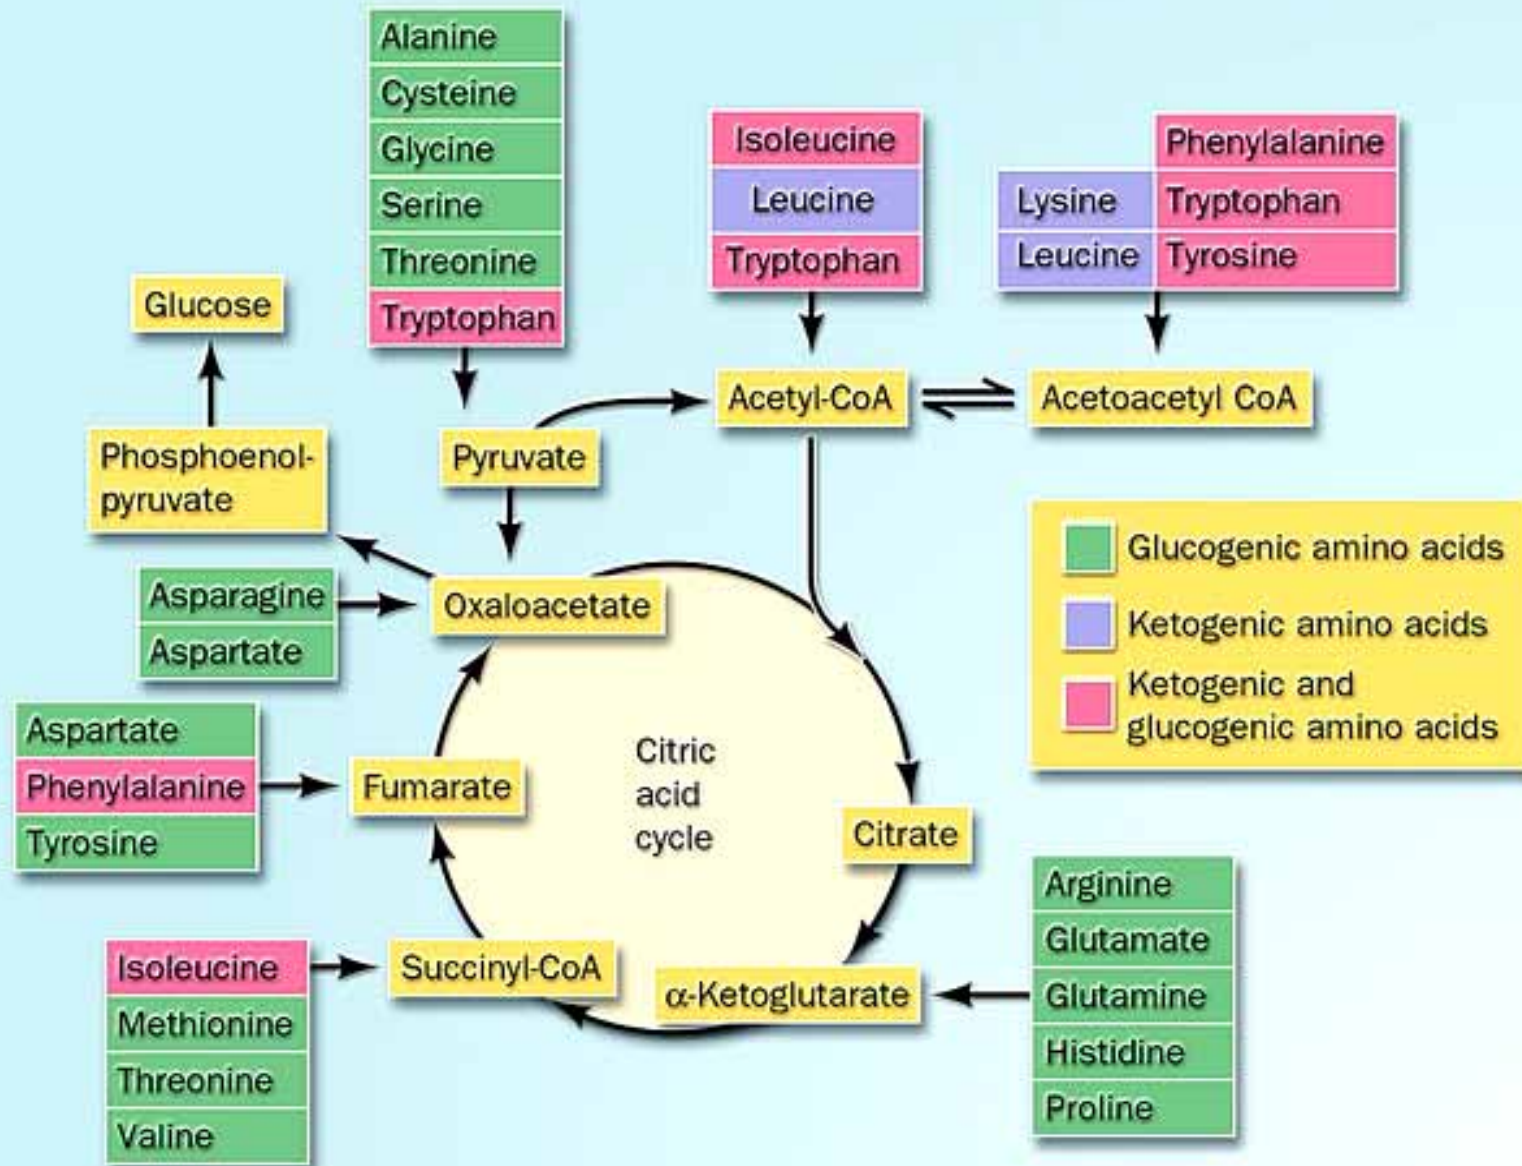 Alanine
Cysteine
Glycine
Serine
Threonine
Tryptophan
Isoleucine
Leucine
Tryptophan
Phenylalanine
Lysine Tryptophan
Leucine Tyrosine
Glucose
Acetyl-CoA
Acetoacetyl CoA
Phosphoenol-
pyruvate
Pyruvate
Glucogenic amino acids
Ketogenic amino acids
Ketogenic and
glucogenic amino acids
Asparagine
Aspartate
Oxaloacetate
Aspartate
Phenylalanine
Tyrosine
Fumarate
Citric
acid
cycle
Citrate
Arginine
Glutamate
Glutamine
Histidine
Proline
Isoleucine
Methionine
Threonine
Valine
Succinyl-CoA
α-Ketoglutarate